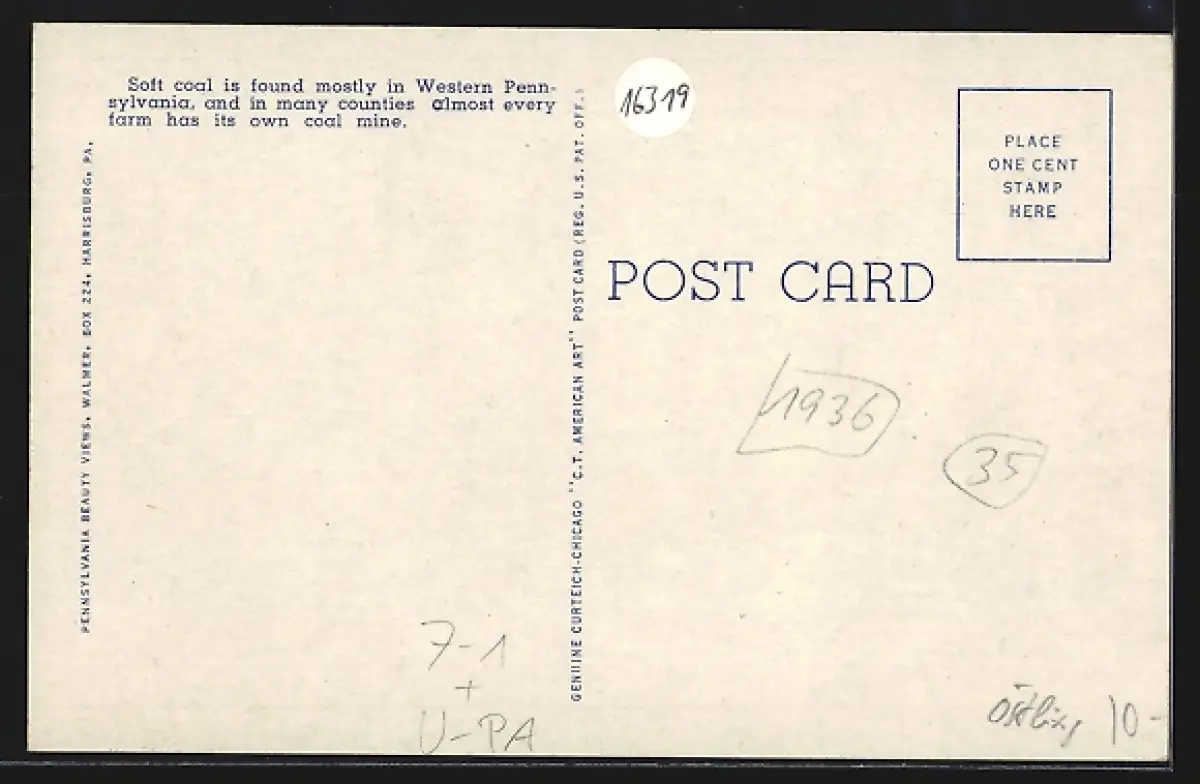 Soft coal is found mostly in Western Penn-
sylvania, and in many counties almost every
farm has its own coal mine.
PENNSYLVANIA BEAUTY VIEWS, WALMER, BOX 224, HARRISBURG, PA.
GENUINE CURTEICH-CHICAGO "C.T. AMERICAN ART" POST CARD (REG. U.S. PAT. OFF.)
16319
PLACE
ONE CENT
STAMP
HERE
POST CARD
1936
35
7-1
+
U-PA
10-